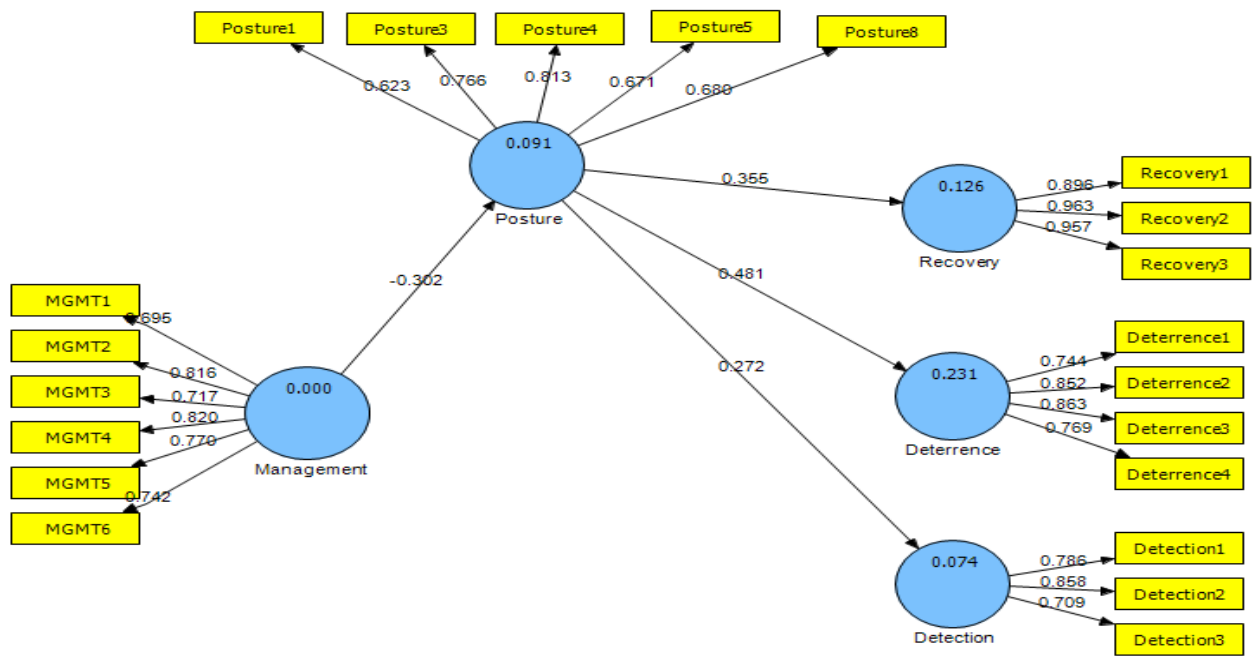 Posture1
Posture3
Posture4
Posture5
Posture8
0.623
0.766
0.813
0.671
0.680
0.091
Posture
0.355
0.126
Recovery
0.896
0.963
0.957
Recovery1
Recovery2
Recovery3
-0.302
0.481
0.272
MGMT1
MGMT2
MGMT3
MGMT4
MGMT5
MGMT6
0.695
0.816
0.717
0.820
0.770
0.742
0.000
Management
0.231
Deterrence
0.744
0.852
0.863
0.769
Deterrence1
Deterrence2
Deterrence3
Deterrence4
0.074
Detection
0.786
0.858
0.709
Detection1
Detection2
Detection3